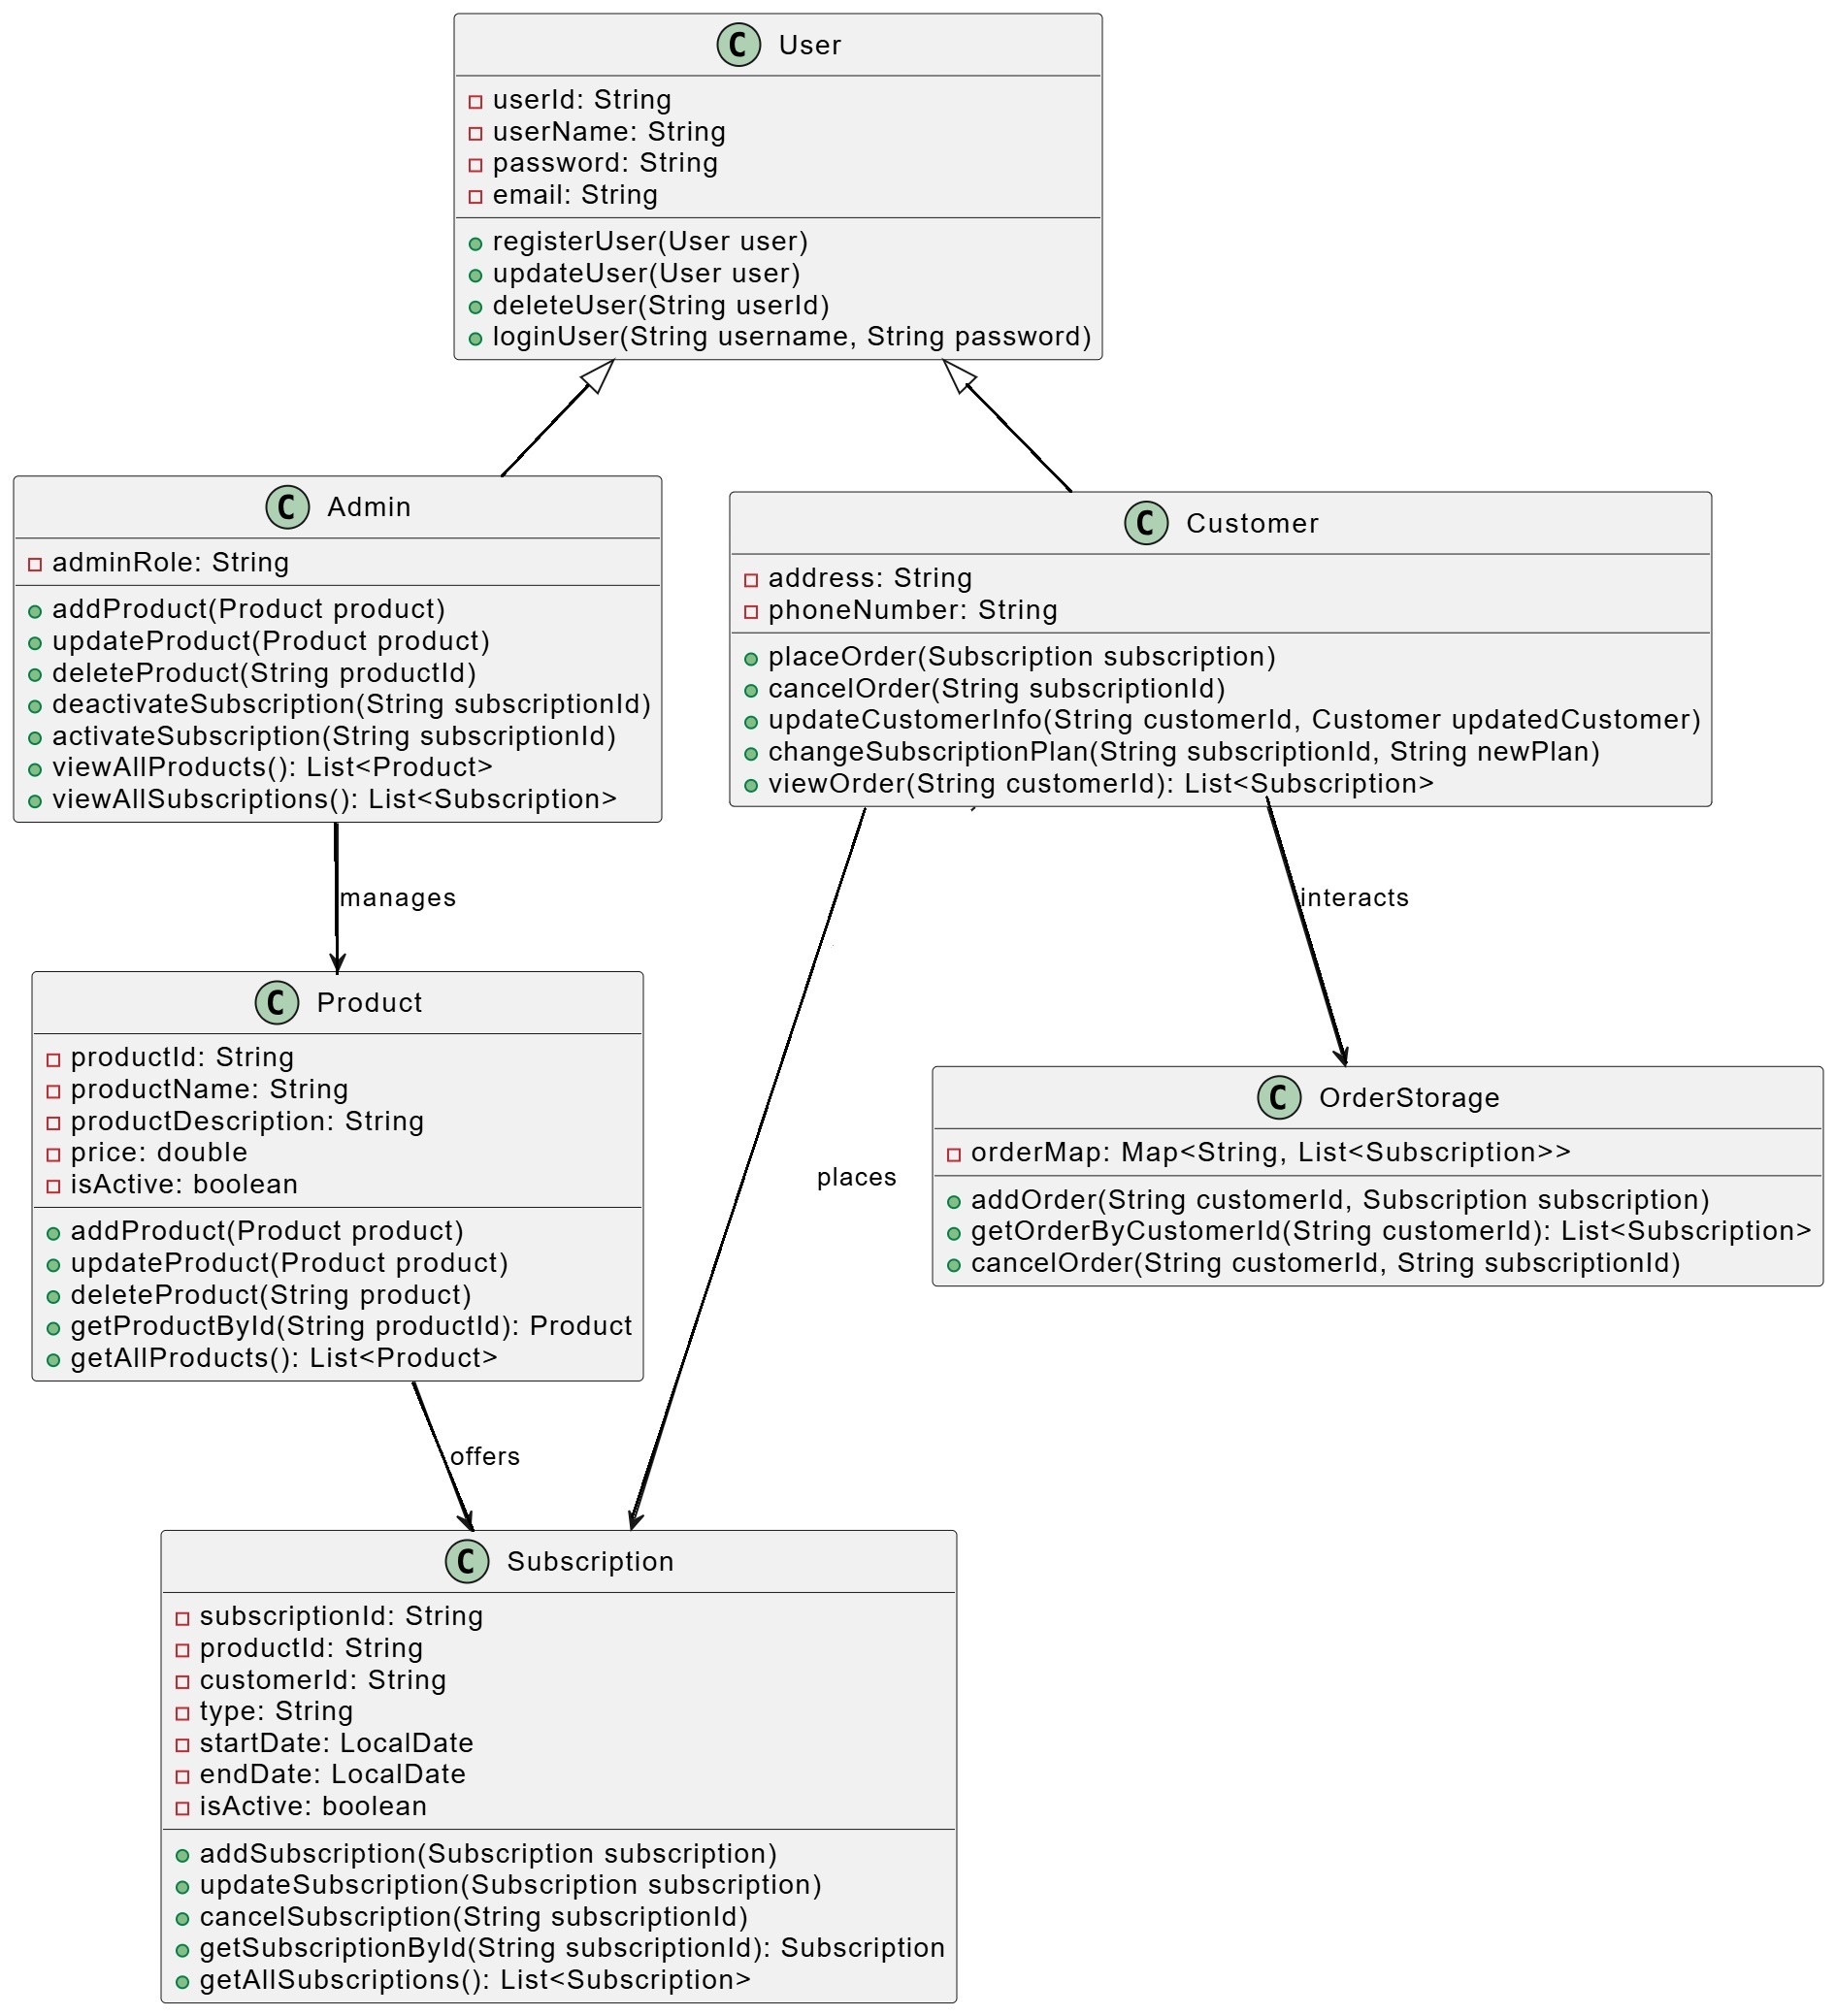 C User
userId: String
userName: String
password: String
email: String
registerUser(User user)
updateUser(User user)
deleteUser(String userId)
loginUser(String username, String password)
C Admin
adminRole: String
addProduct(Product product)
updateProduct(Product product)
deleteProduct(String productId)
deactivateSubscription(String subscriptionId)
activateSubscription(String subscriptionId)
viewAllProducts(): List<Product>
viewAllSubscriptions(): List<Subscription>
C Customer
address: String
phoneNumber: String
placeOrder(Subscription subscription)
cancelOrder(String subscriptionId)
updateCustomerInfo(String customerId, Customer updatedCustomer)
changeSubscriptionPlan(String subscriptionId, String newPlan)
viewOrder(String customerId): List<Subscription>
manages
interacts
C Product
productId: String
productName: String
productDescription: String
price: double
isActive: boolean
addProduct(Product product)
updateProduct(Product product)
deleteProduct(String product)
getProductById(String productId): Product
getAllProducts(): List<Product>
places
C OrderStorage
orderMap: Map<String, List<Subscription>>
addOrder(String customerId, Subscription subscription)
getOrderByCustomerId(String customerId): List<Subscription>
cancelOrder(String customerId, String subscriptionId)
offers
C Subscription
subscriptionId: String
productId: String
customerId: String
type: String
startDate: LocalDate
endDate: LocalDate
isActive: boolean
addSubscription(Subscription subscription)
updateSubscription(Subscription subscription)
cancelSubscription(String subscriptionId)
getSubscriptionById(String subscriptionId): Subscription
getAllSubscriptions(): List<Subscription>